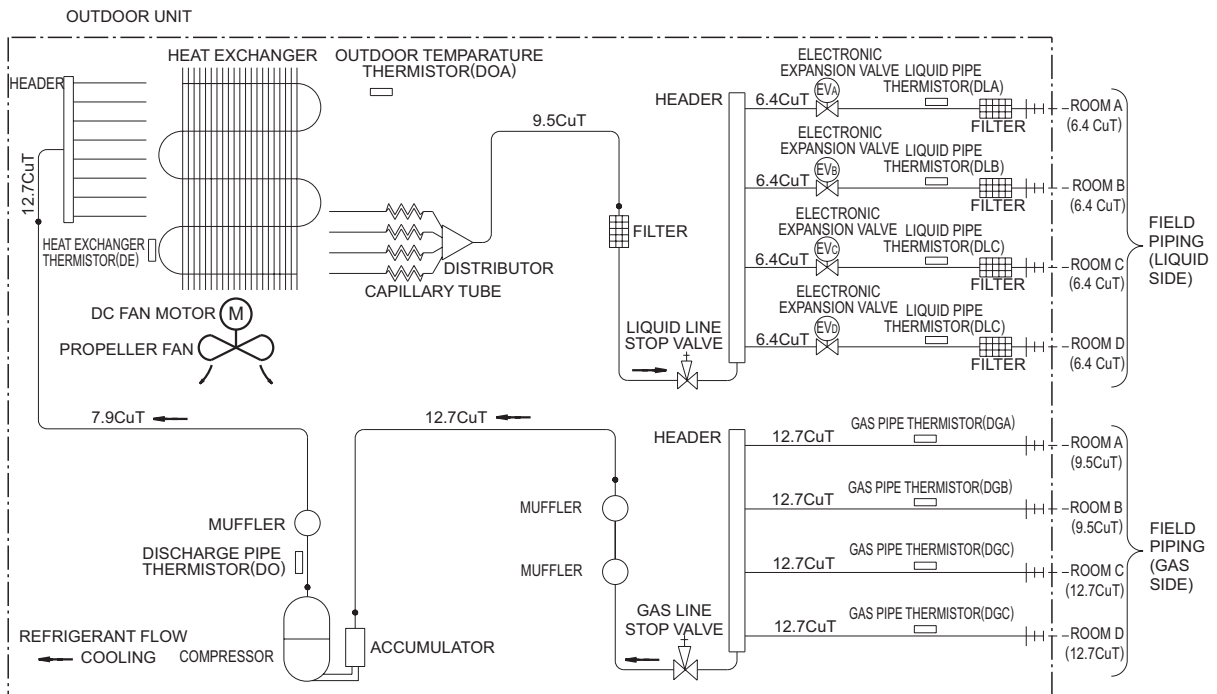 OUTDOOR UNIT
HEAT EXCHANGER
OUTDOOR TEMPARATURE
THERMISTOR(DOA)
HEADER
12.7CuT
HEAT EXCHANGER
THERMISTOR(DE)
DC FAN MOTOR
M
PROPELLER FAN
CAPILLARY TUBE
DISTRIBUTOR
9.5CuT
FILTER
LIQUID LINE
STOP VALVE
HEADER
ELECTRONIC
EXPANSION VALVE
LIQUID PIPE
THERMISTOR(DLA)
6.4CuT
EVA
FILTER
ROOM A
(6.4 CuT)
ELECTRONIC
EXPANSION VALVE
LIQUID PIPE
THERMISTOR(DLB)
6.4CuT
EVB
FILTER
ROOM B
(6.4 CuT)
ELECTRONIC
EXPANSION VALVE
LIQUID PIPE
THERMISTOR(DLC)
6.4CuT
EVC
FILTER
ROOM C
(6.4 CuT)
ELECTRONIC
EXPANSION VALVE
LIQUID PIPE
THERMISTOR(DLC)
6.4CuT
EVD
FILTER
ROOM D
(6.4 CuT)
FIELD
PIPING
(LIQUID
SIDE)
7.9CuT
MUFFLER
DISCHARGE PIPE
THERMISTOR(DO)
COMPRESSOR
ACCUMULATOR
REFRIGERANT FLOW
COOLING
12.7CuT
MUFFLER
MUFFLER
GAS LINE
STOP VALVE
HEADER
12.7CuT
GAS PIPE THERMISTOR(DGA)
ROOM A
(9.5CuT)
12.7CuT
GAS PIPE THERMISTOR(DGB)
ROOM B
(9.5CuT)
12.7CuT
GAS PIPE THERMISTOR(DGC)
ROOM C
(12.7CuT)
12.7CuT
GAS PIPE THERMISTOR(DGC)
ROOM D
(12.7CuT)
FIELD
PIPING
(GAS
SIDE)